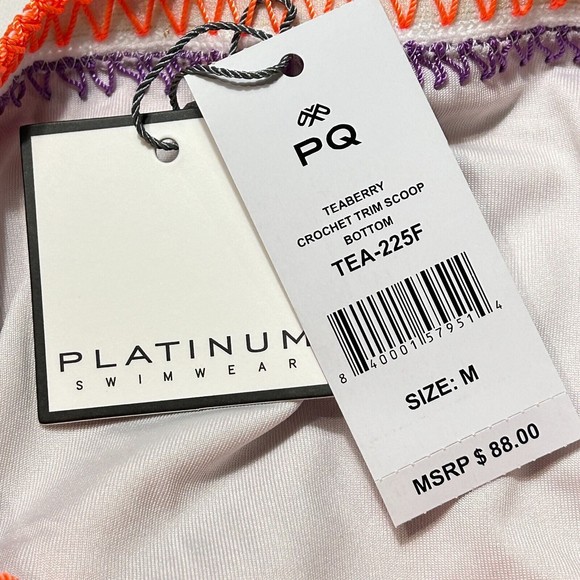 PQ
TEABERRY
CROCHET TRIM SCOOP
BOTTOM
TEA-225F
8 40001 57951 4
SIZE: M
MSRP $ 88.00
PLATINUM
SWIMWEAR